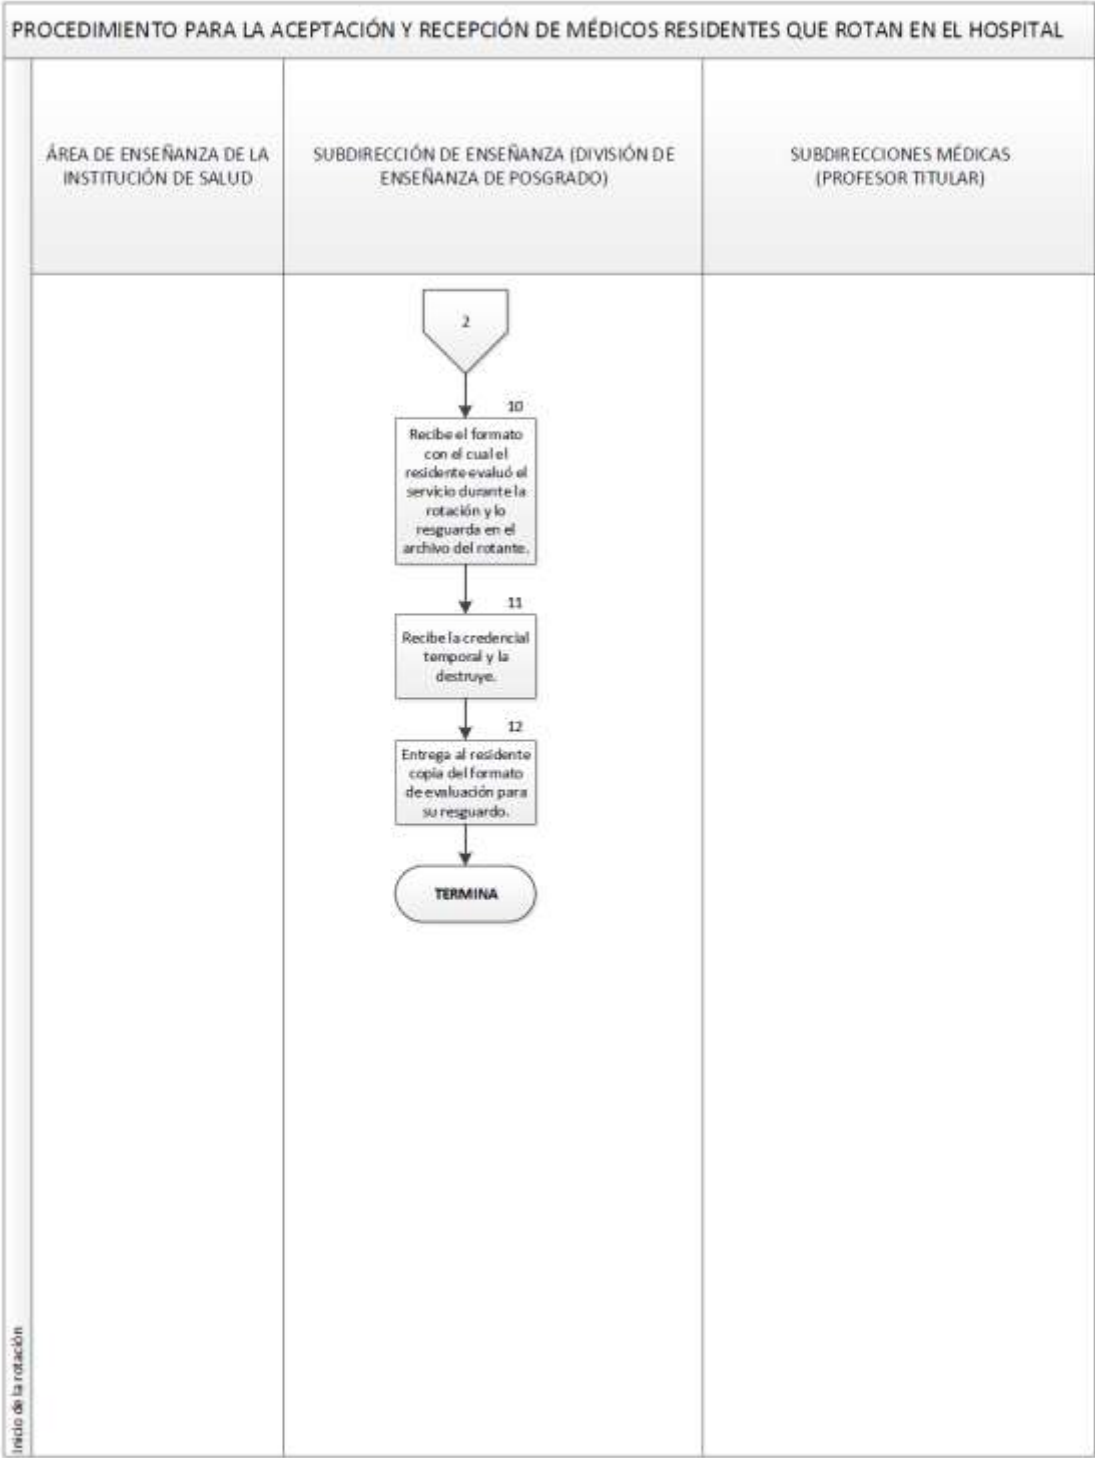 PROCEDIMIENTO PARA LA ACEPTACIÓN Y RECEPCIÓN DE MÉDICOS RESIDENTES QUE ROTAN EN EL HOSPITAL
ÁREA DE ENSEÑANZA DE LA
INSTITUCIÓN DE SALUD
SUBDIRECCIÓN DE ENSEÑANZA (DIVISIÓN DE
ENSEÑANZA DE POSGRADO)
SUBDIRECCIONES MÉDICAS
(PROFESOR TITULAR)
2
10
Recibe el formato
con el cual el
residente evaluó el
servicio durante la
rotación y lo
resguarda en el
archivo del rotante.
11
Recibe la credencial
temporal y la
destruye.
12
Entrega al residente
copia del formato
de evaluación para
su resguardo.
TERMINA
Inicio de la rotación